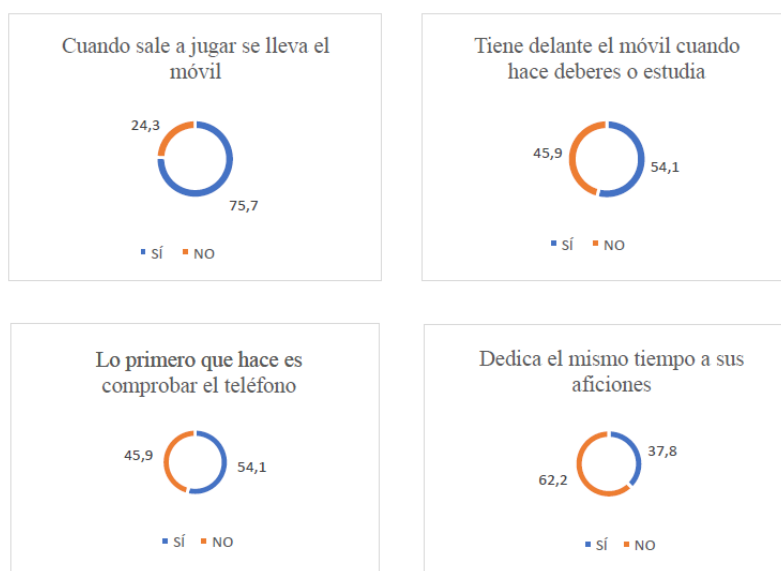 Cuando sale a jugar se lleva el
móvil
24,3
75,7
SÍ NO
Tiene delante el móvil cuando
hace deberes o estudia
45,9
54,1
SÍ NO
Lo primero que hace es
comprobar el teléfono
45,9
54,1
SÍ NO
Dedica el mismo tiempo a sus
aficiones
37,8
62,2
SÍ NO